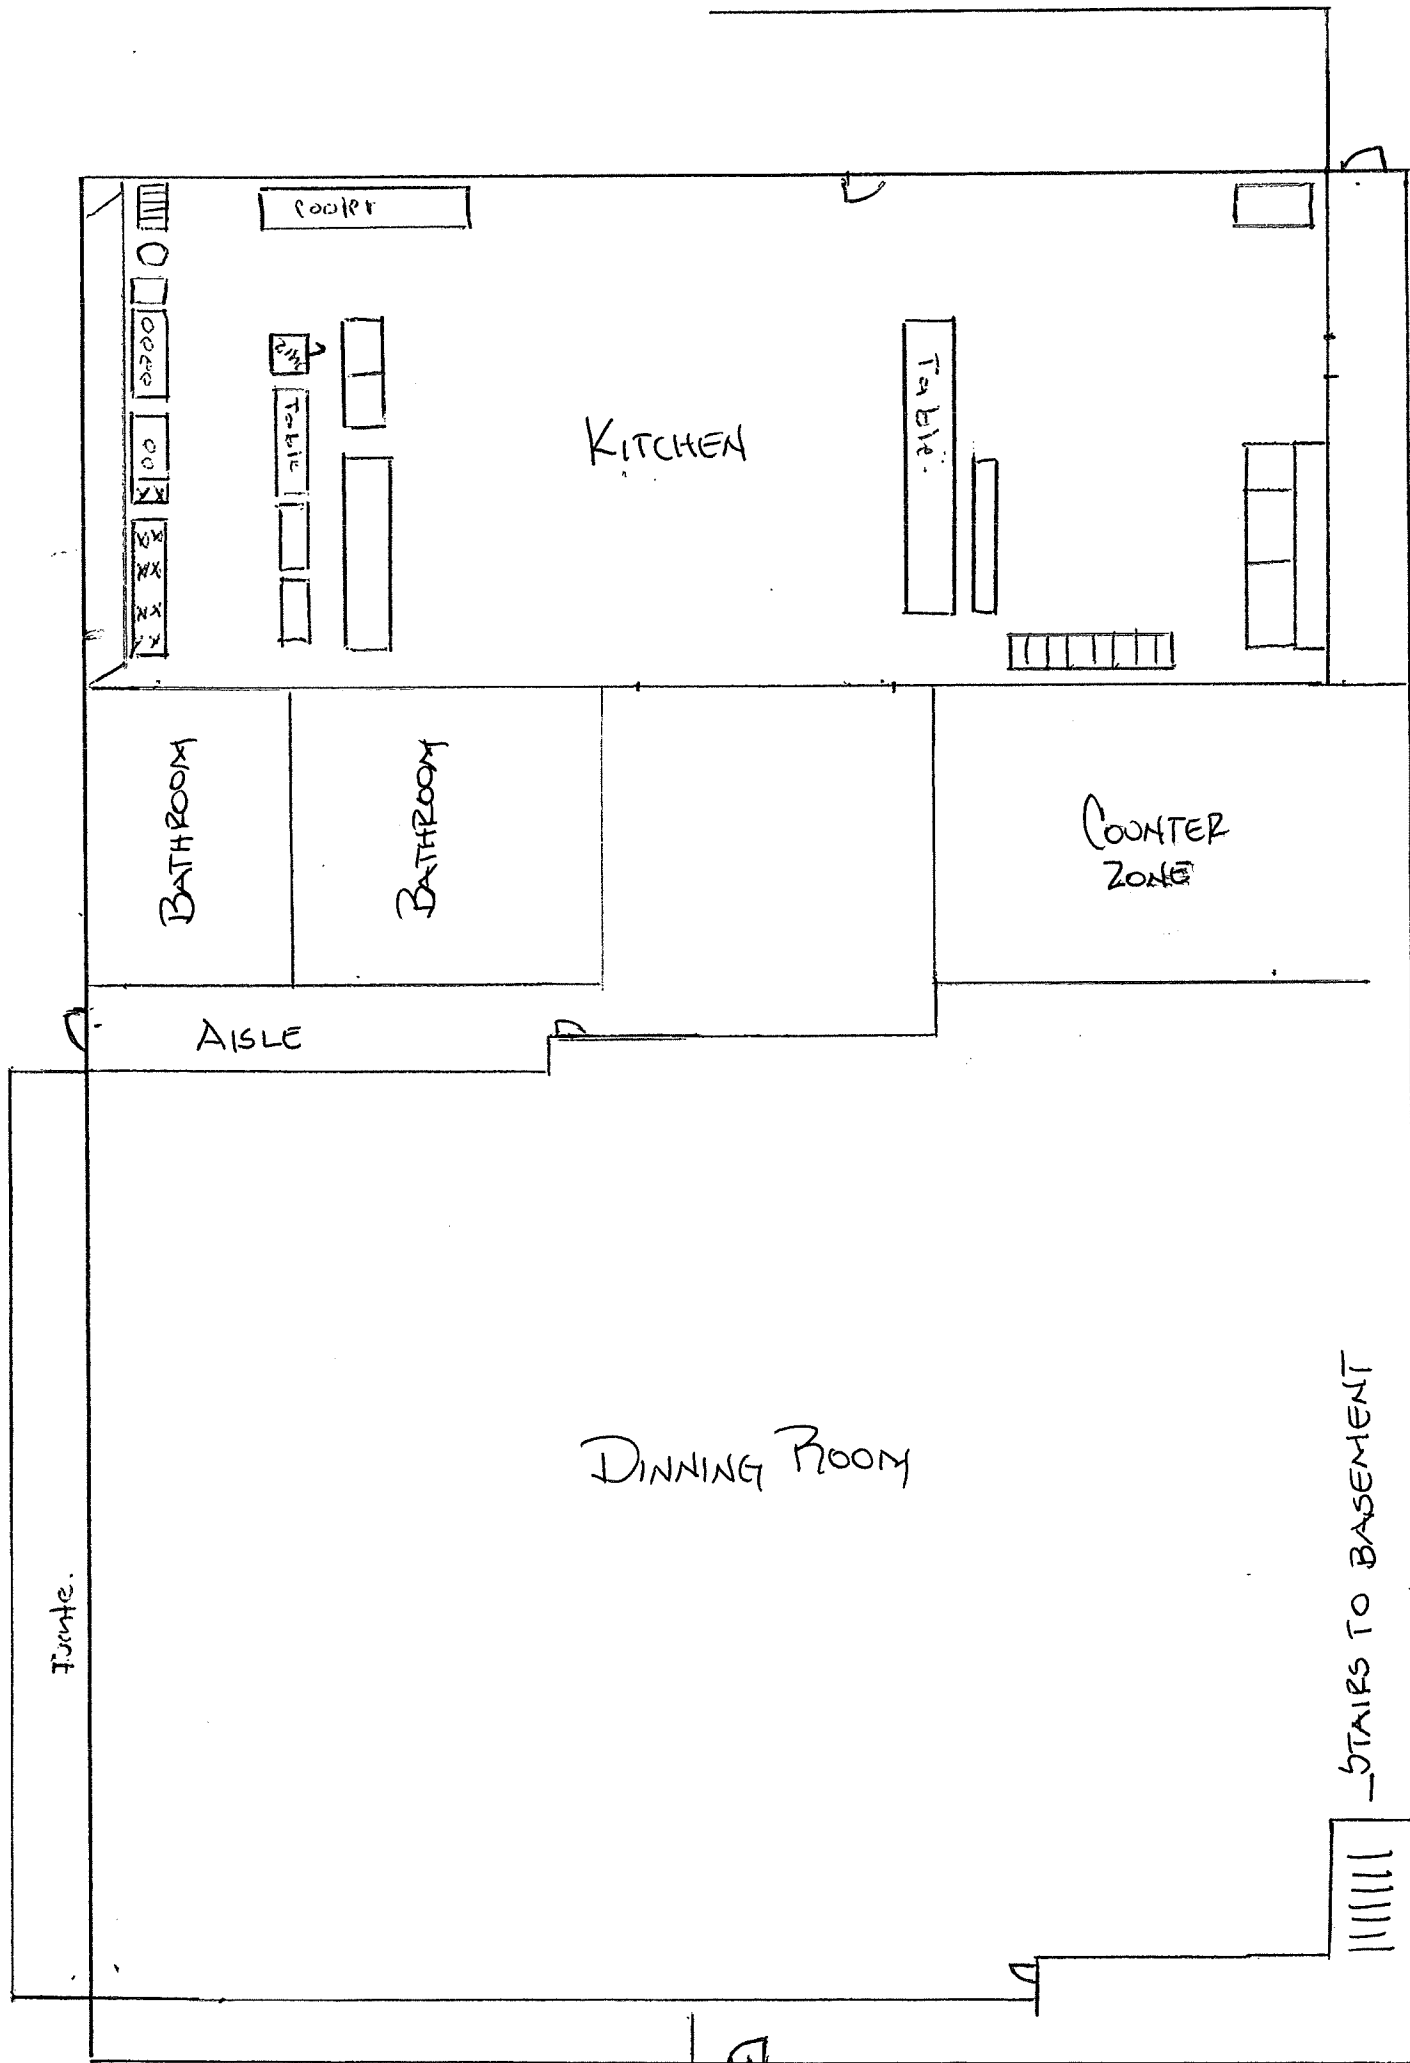 Cooler
Table
Table.
KITCHEN
BATHROOM
BATHROOM
COUNTER
ZONE
AISLE
DINNING ROOM
STAIRS TO BASEMENT